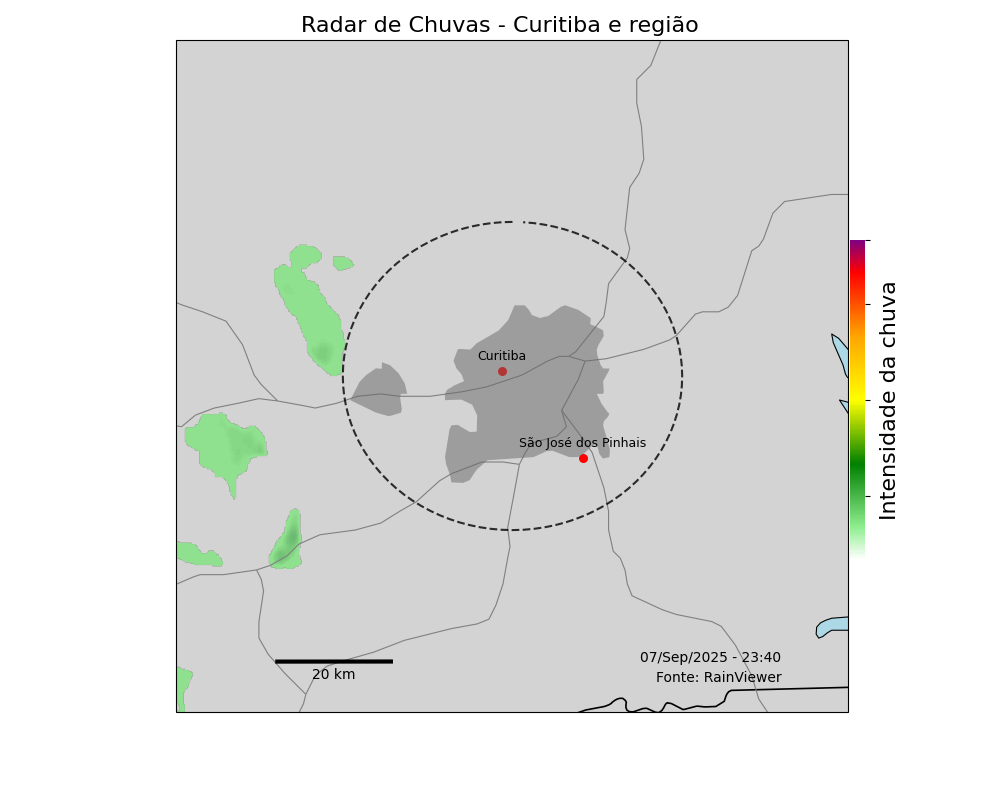 Radar de Chuvas - Curitiba e região
Curitiba
São José dos Pinhais
Intensidade da chuva
20 km
07/Sep/2025 - 23:40
Fonte: RainViewer